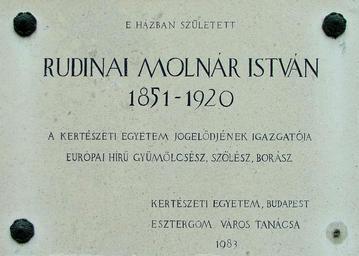 E HÁZBAN SZÜLETETT
RUDINAI MOLNÁR ISTVÁN
1851-1920
A KERTÉSZETI EGYETEM JOGELŐDJÉNEK IGAZGATÓJA
EURÓPAI HÍRŰ GYÜMÖLCSÉSZ, SZŐLÉSZ, BORÁSZ
KERTÉSZETI EGYETEM, BUDAPEST
ESZTERGOM VÁROS TANÁCSA
1983